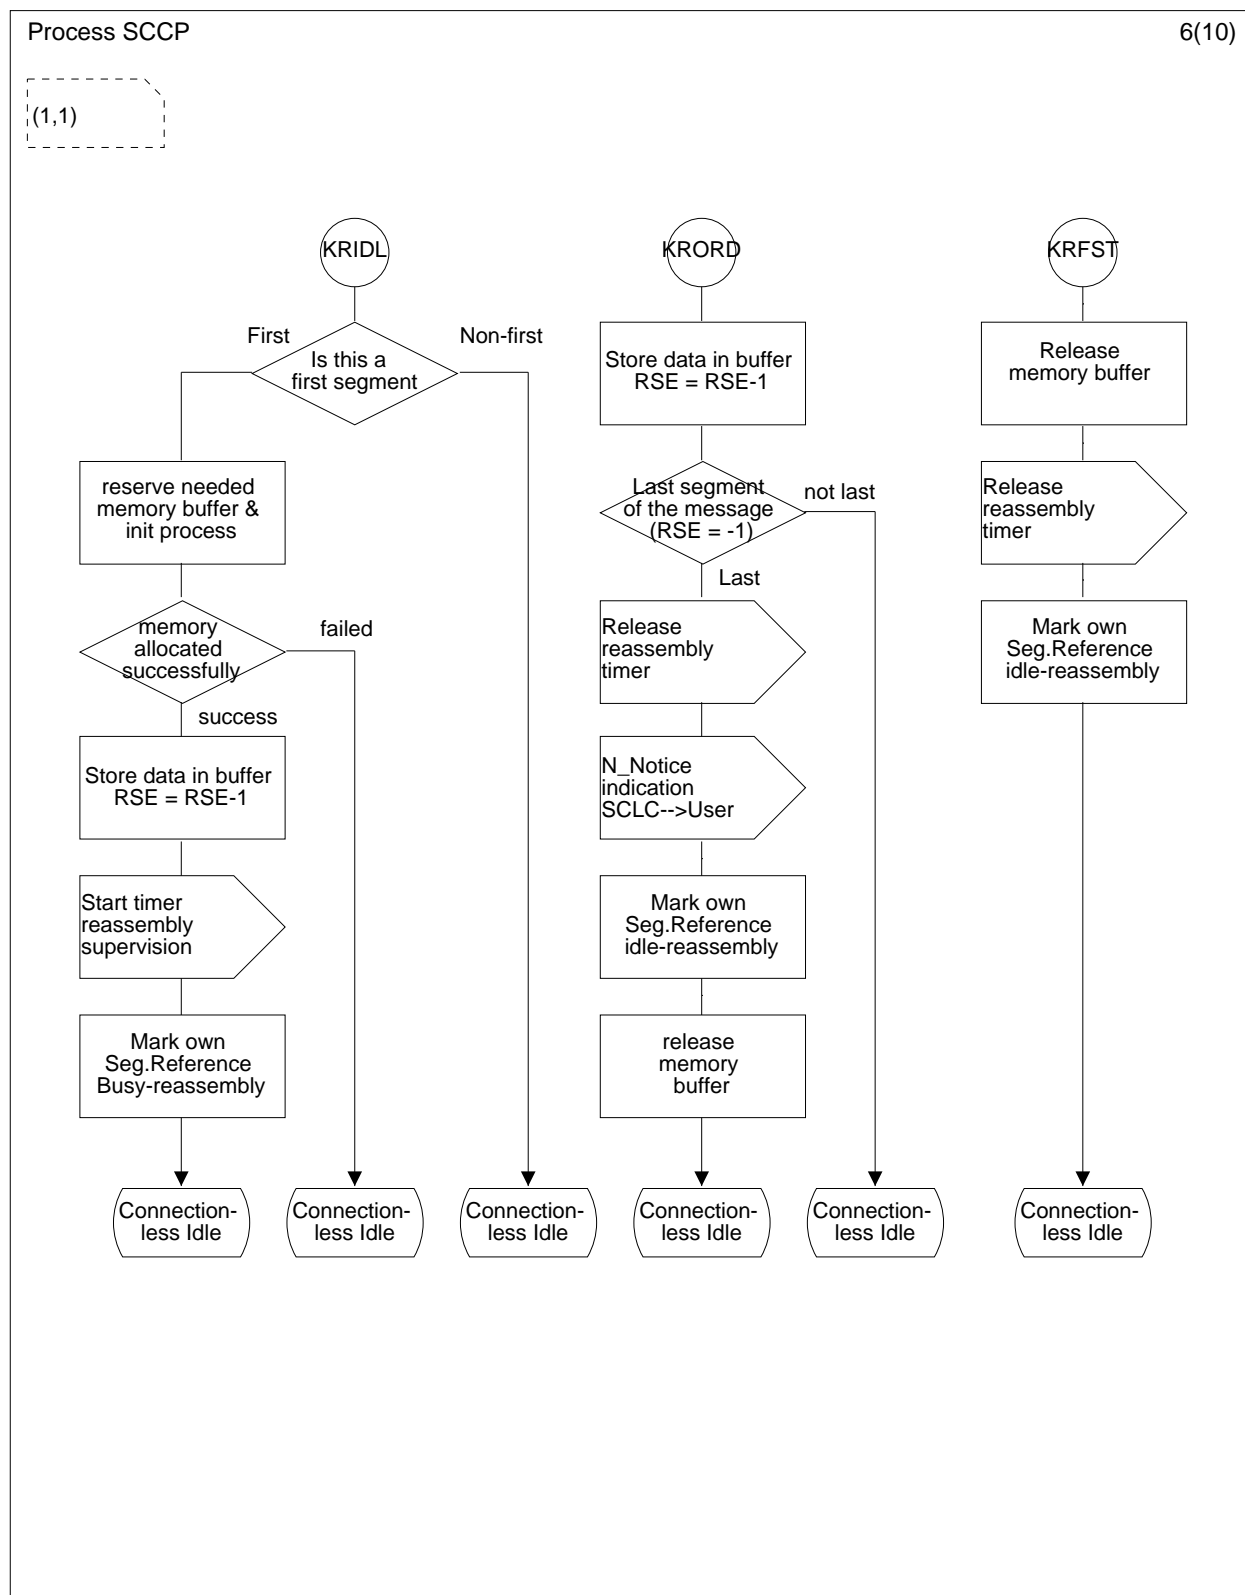 Process SCCP
6(10)
(1,1)
KRIDL
KRORD
KRFST
First
Non-first
Is this a
first segment
Store data in buffer
RSE = RSE-1
Release
memory buffer
reserve needed
memory buffer &
init process
Last segment
of the message
(RSE = -1)
not last
Last
Release
reassembly
timer
memory
allocated
successfully
failed
success
Release
reassembly
timer
Mark own
Seg.Reference
idle-reassembly
Store data in buffer
RSE = RSE-1
N_Notice
indication
SCLC-->User
Start timer
reassembly
supervision
Mark own
Seg.Reference
idle-reassembly
Mark own
Seg.Reference
Busy-reassembly
release
memory
buffer
Connection-
less Idle
Connection-
less Idle
Connection-
less Idle
Connection-
less Idle
Connection-
less Idle
Connection-
less Idle